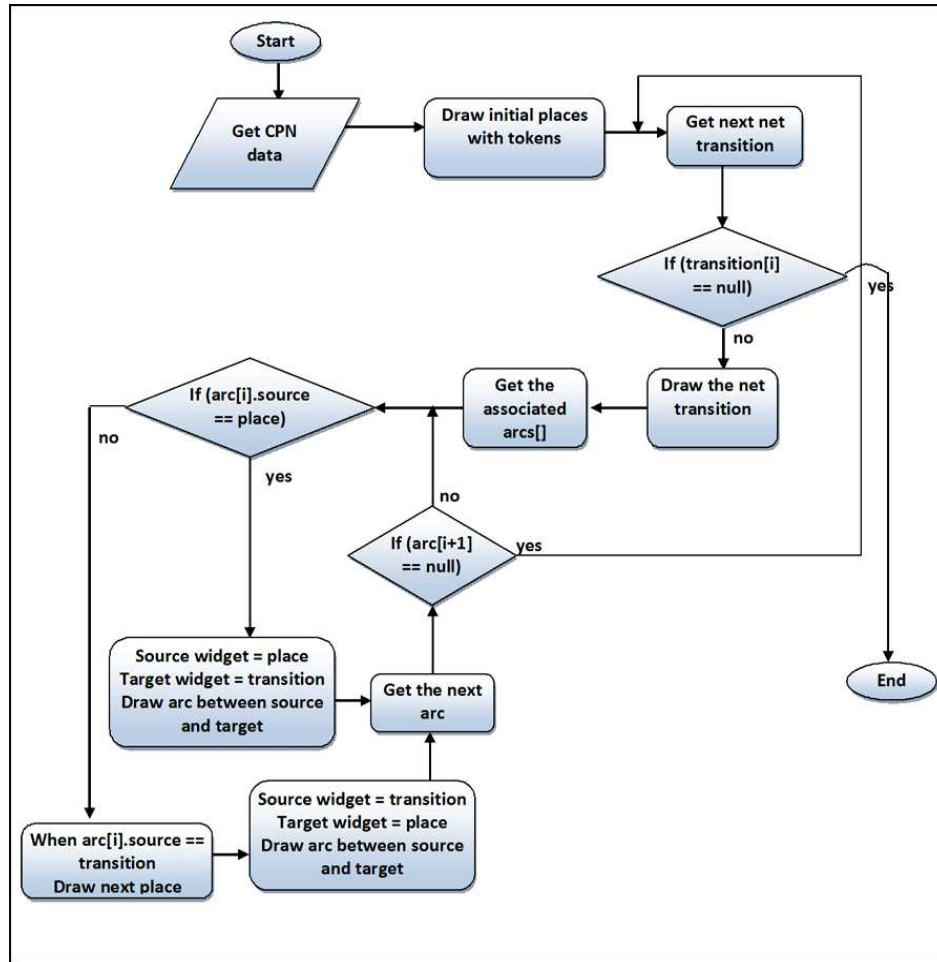 Start
Get CPN
data
Draw initial places
with tokens
Get next net
transition
If (transition[i]
== null)
yes
no
Draw the net
transition
Get the
associated
arcs[]
If (arc[i].source
== place)
no
yes
no
If (arc[i+1]
== null)
yes
Source widget = place
Target widget = transition
Draw arc between source
and target
Get the next
arc
End
Source widget = transition
Target widget = place
Draw arc between source
and target
When arc[i].source ==
transition
Draw next place